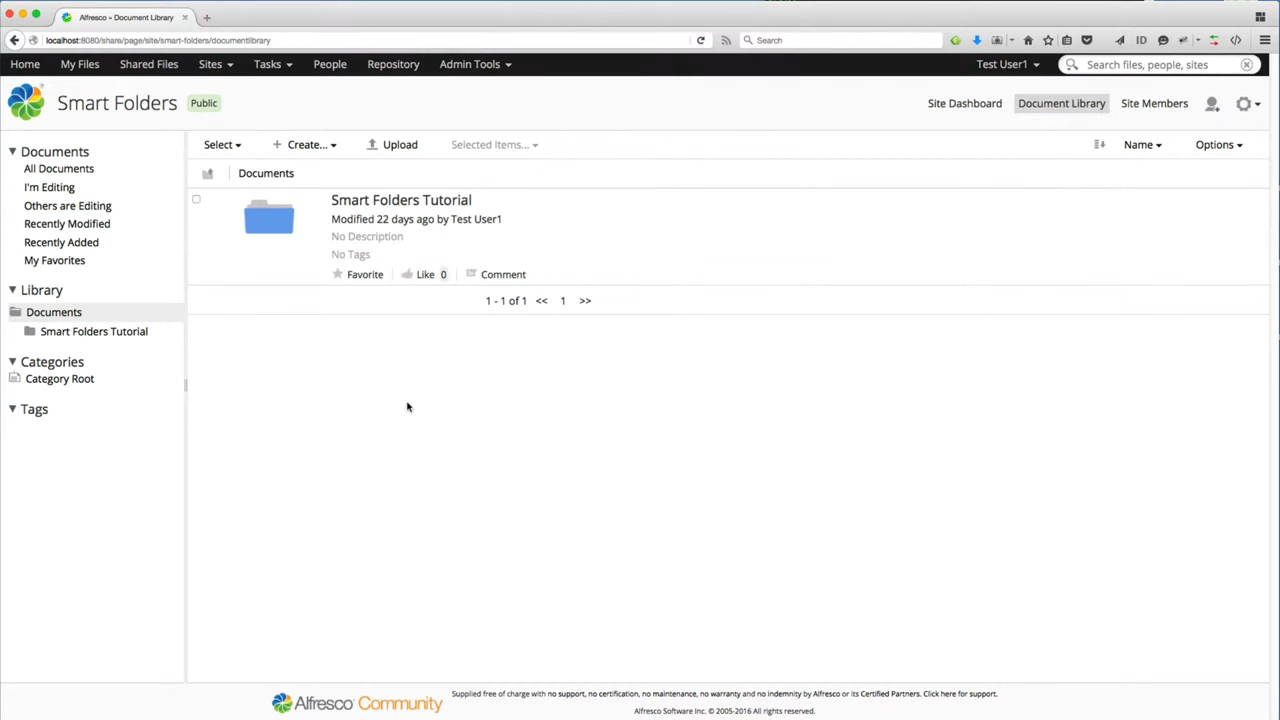 Alfresco » Document Library
localhost:8080/share/page/site/smart-folders/documentlibrary
Search
Home My Files Shared Files Sites Tasks People Repository Admin Tools Test User1 Search files, people, sites
Smart Folders Public Site Dashboard Document Library Site Members
Select Create... Upload Selected Items... Name Options
Documents
All Documents
I'm Editing
Others are Editing
Recently Modified
Recently Added
My Favorites
Library
Documents
Smart Folders Tutorial
Categories
Category Root
Tags
Documents
Smart Folders Tutorial
Modified 22 days ago by Test User1
No Description
No Tags
Favorite Like 0 Comment
1 - 1 of 1 << 1 >>
Alfresco Community
Supplied free of charge with no support, no certification, no maintenance, no warranty and no indemnity by Alfresco or its Certified Partners. Click here for support.
Alfresco Software Inc. © 2005-2016 All rights reserved.